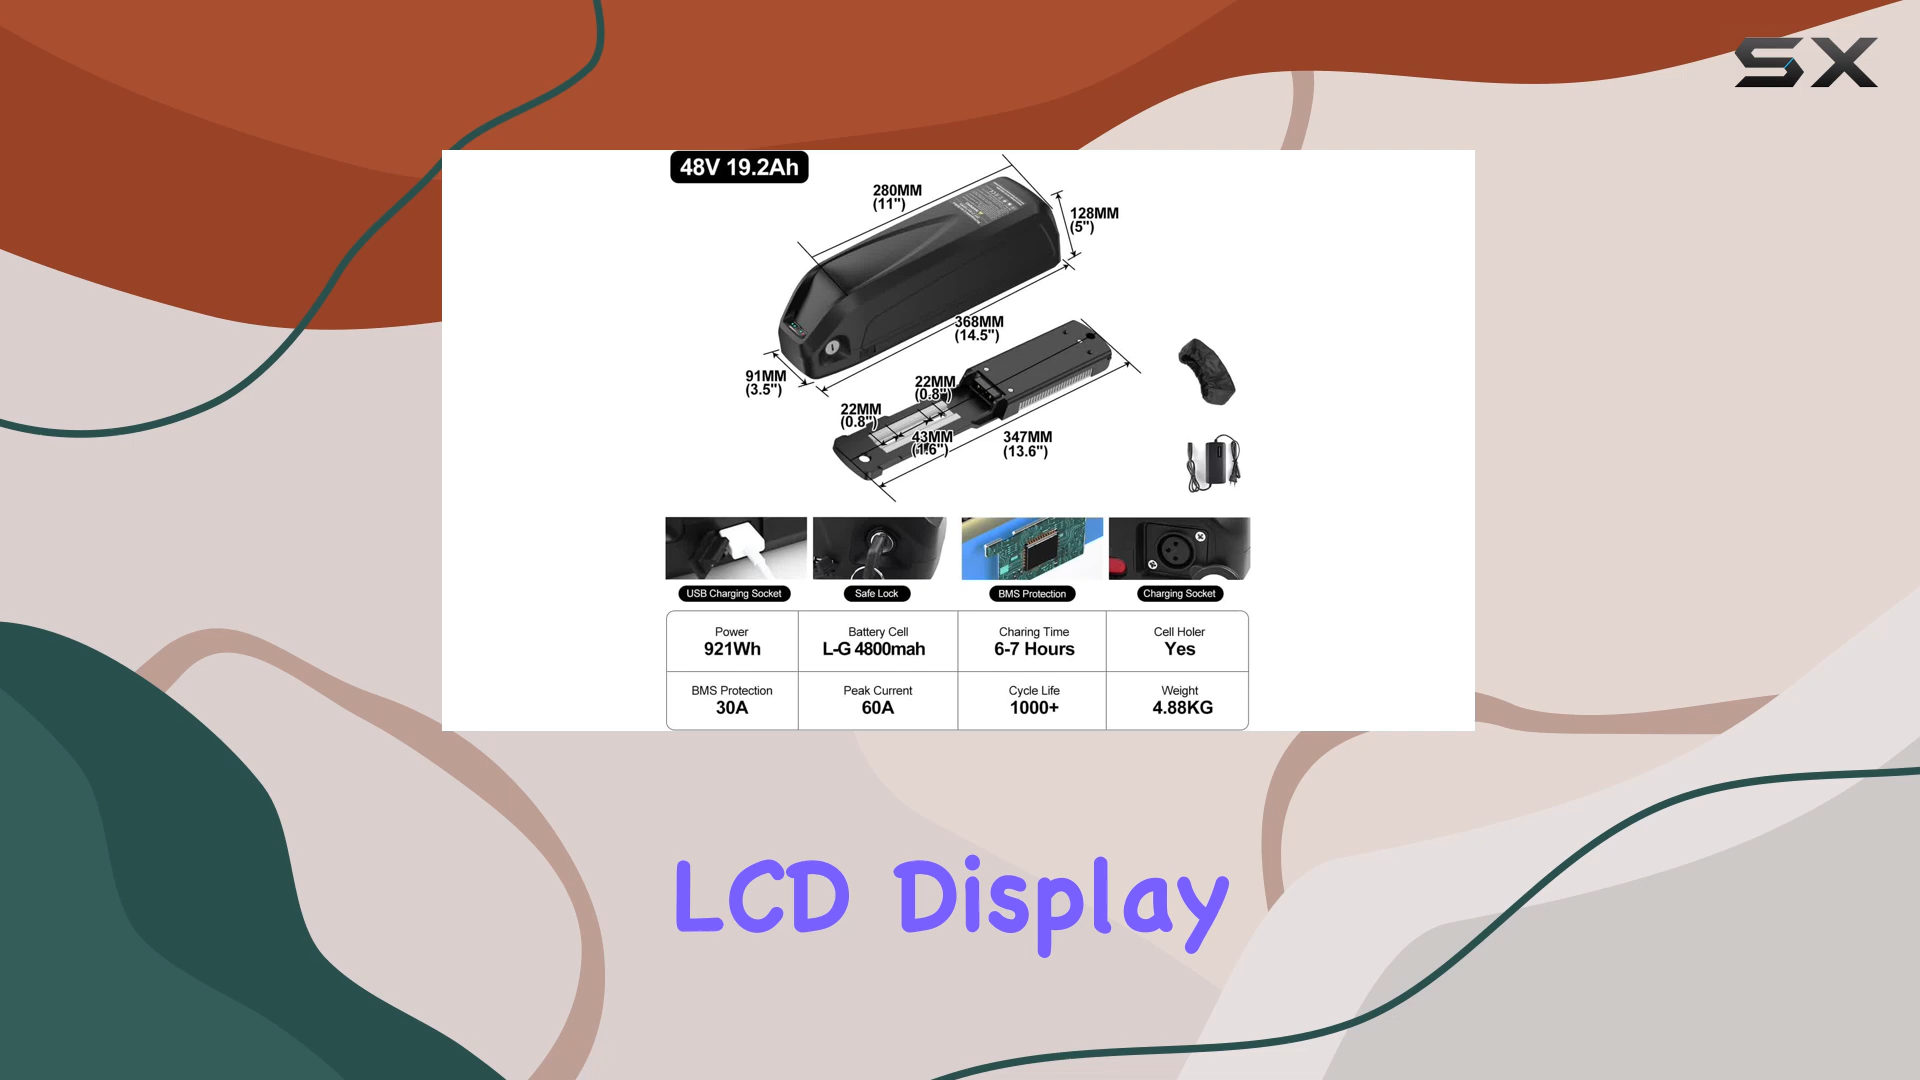 SX
48V 19.2Ah
280MM
(11")
128MM
(5")
368MM
(14.5")
91MM
(3.5")
22MM
(0.8")
22MM
(0.8")
43MM
(1.6")
347MM
(13.6")
USB Charging Socket
Safe Lock
BMS Protection
Charging Socket
Power
921Wh
Battery Cell
L-G 4800mah
Charing Time
6-7 Hours
Cell Holer
Yes
BMS Protection
30A
Peak Current
60A
Cycle Life
1000+
Weight
4.88KG
LCD Display